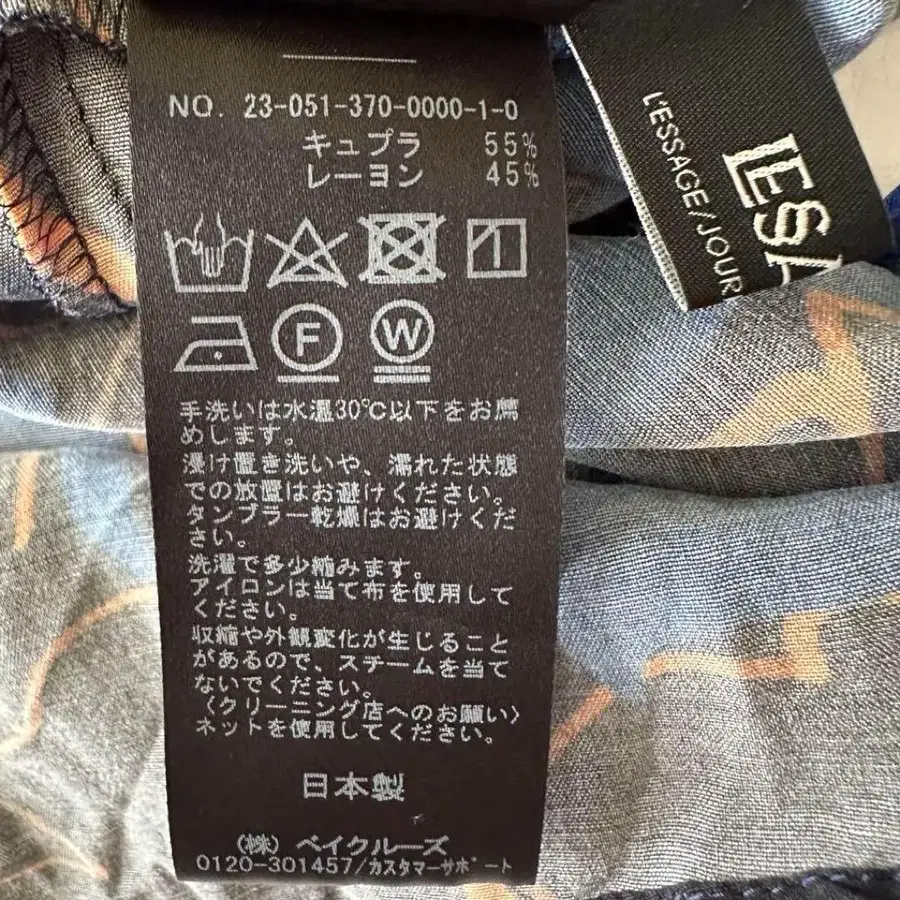 NO. 23-051-370-0000-1-0
キュプラ 55%
レーヨン 45%
F
W
手洗いは水温30℃以下をお薦
めします。
浸け置き洗いや、濡れた状態
での放置はお避けください。
タンブラー乾燥はお避けくだ
さい。
洗濯で多少縮みます。
アイロンは当て布を使用して
ください。
収縮や外観変化が生じること
があるので、スチームを当て
ないでください。
〈クリーニング店へのお願い〉
ネットを使用してください。
日本製
(株) ベイクルーズ
0120-301457/カスタマーサポート
LESSA
L'ESSAGE/JOUR